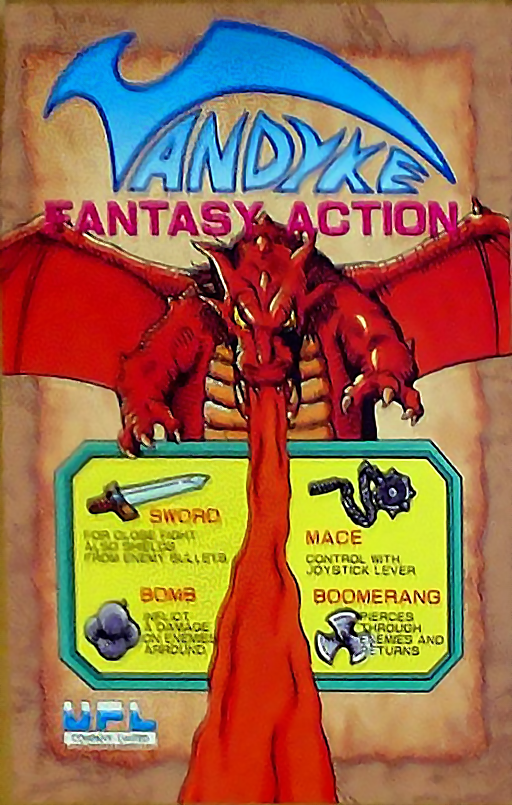 VANDYKE
FANTASY ACTION
SWORD
FOR CLOSE FIGHT
ALSO SHIELDS
FROM ENEMY BULLETS
MACE
CONTROL WITH
JOYSTICK LEVER
BOMB
INFLICT
A DAMAGE
ON ENEMIES
ARROUND
BOOMERANG
PIERCES
THROUGH
ENEMIES AND
RETURNS
UPL
COMPANY LIMITED